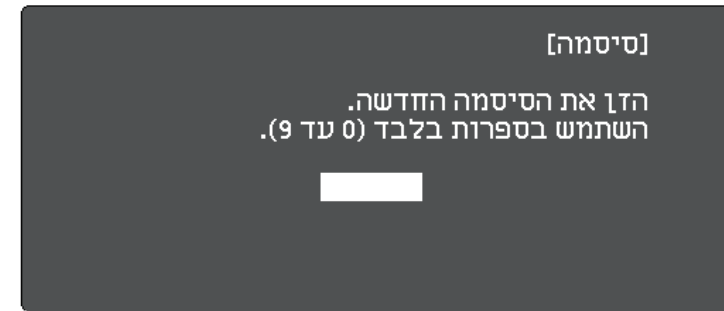 [סיסמה]
הזן את הסיסמה החדשה.
השתמש בספרות בלבד (0 עד 9).